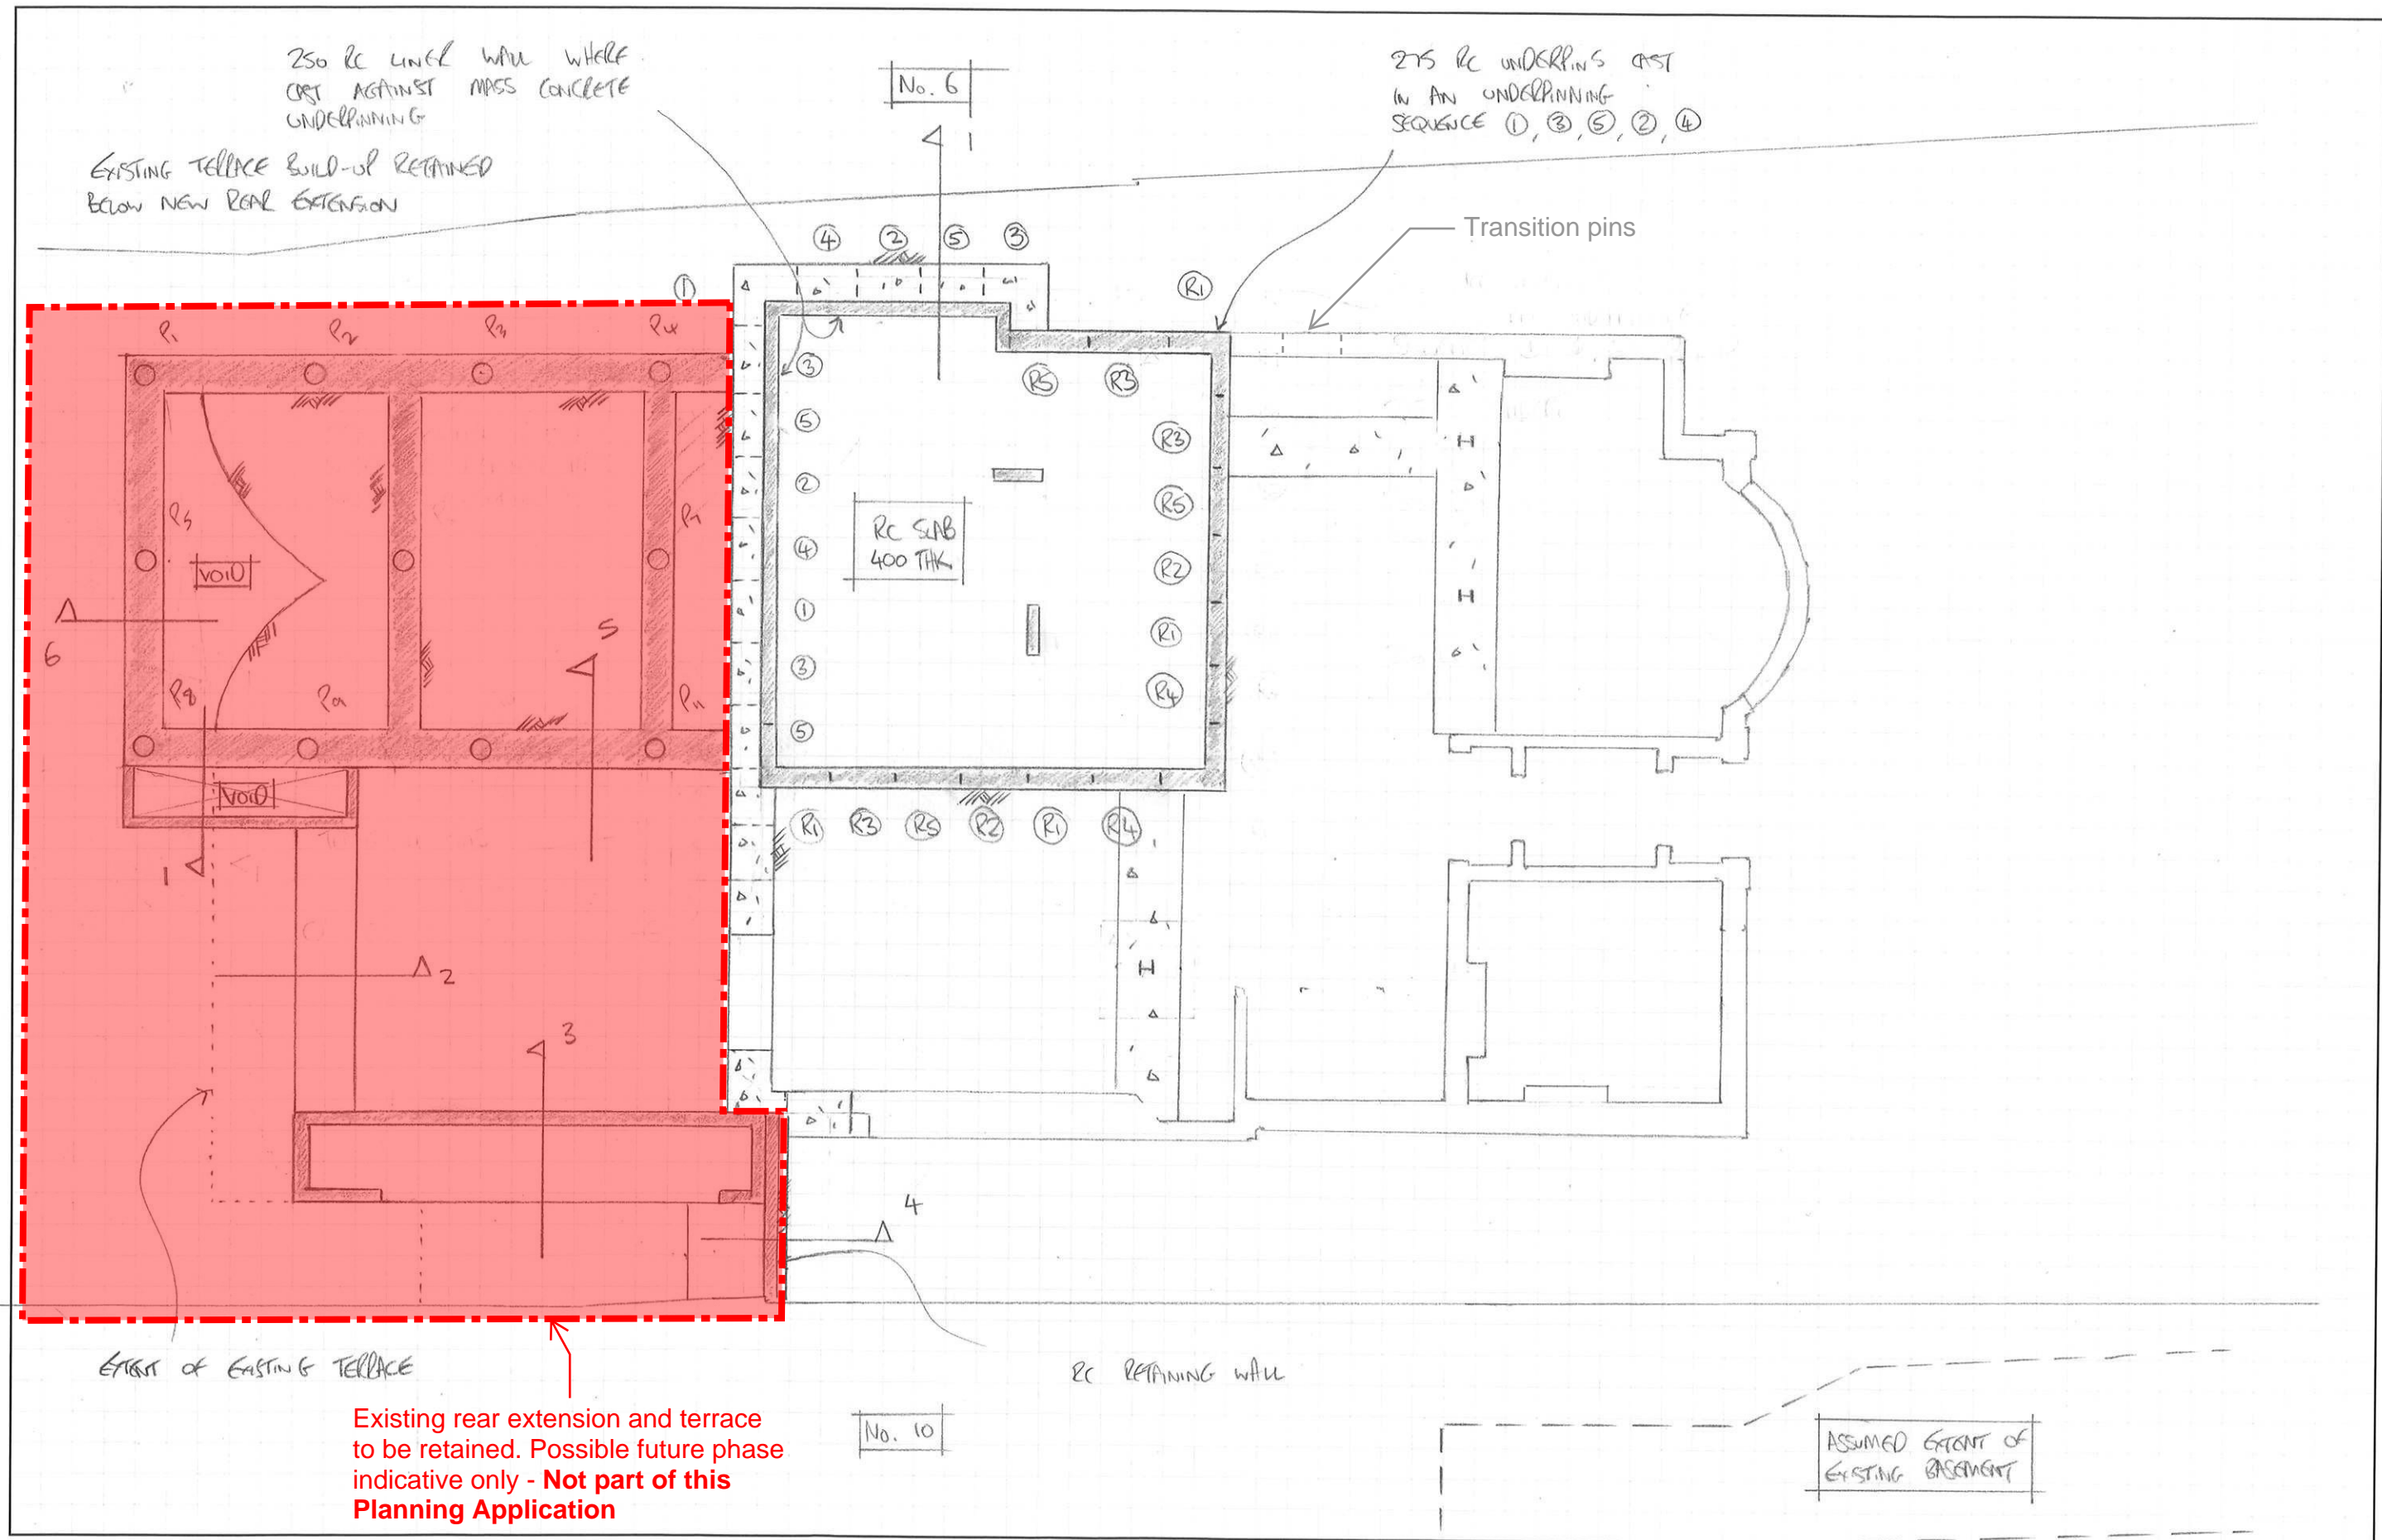 250 RC LINER WALL WHERE
CAST AGAINST MASS CONCRETE
UNDERPINNING
No. 6
1
275 RC UNDERPINS CAST
IN AN UNDERPINNING
SEQUENCE ①, ③, ⑤, ②, ④
EXISTING TERRACE BUILD-UP RETAINED
BELOW NEW REAR EXTENSION
Transition pins
④ ② ⑤ ③
① R1
P1 P2 P3 P4
③ R5 R3
⑤ R3
② R5
P5 P7
RC SLAB
400 THK
④ R2
VOID
① R1
6 5
③ R4
P8 P9 P11
⑤
VOID
R1 R3 R5 R2 R1 R4
1
H
H
H
2
3
4
EXTENT OF EXISTING TERRACE
RC RETAINING WALL
Existing rear extension and terrace
to be retained. Possible future phase
indicative only - Not part of this
Planning Application
No. 10
ASSUMED EXTENT OF
EXISTING BASEMENT